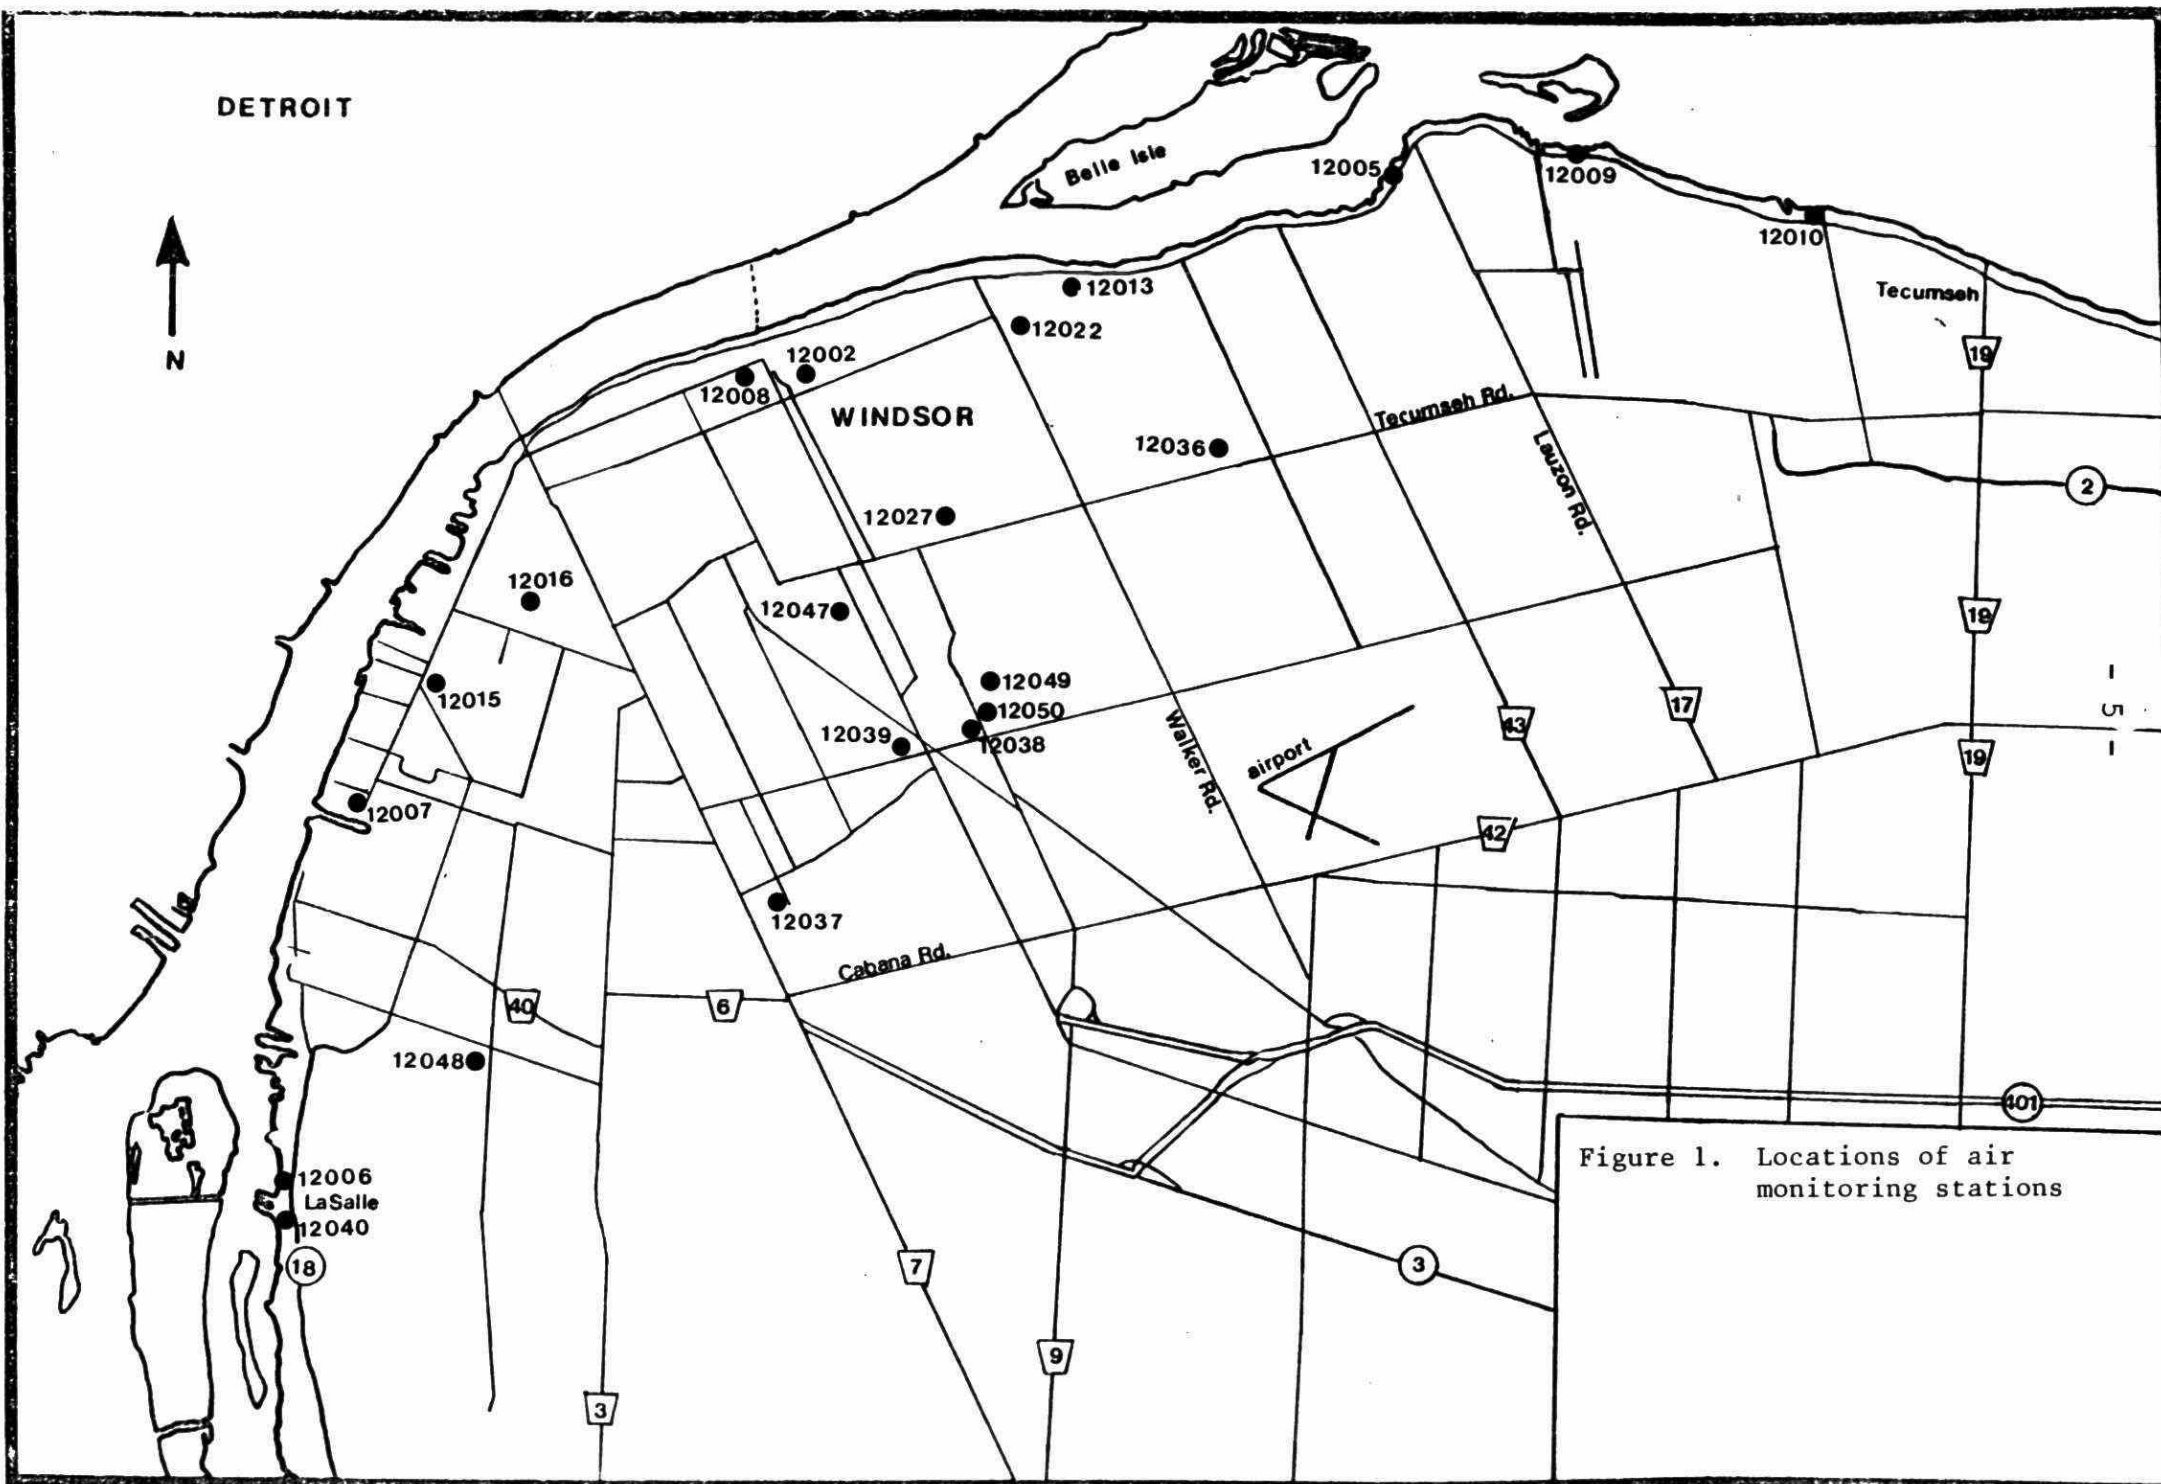 DETROIT
Belle Isle
12005
12009
12010
N
12013
Tecumseh
12022
12002
19
12008
WINDSOR
Tecumseh Rd.
12036
Lauzon Rd.
2
12027
12016
12047
19
12049
12015
12050
- 5 -
17
43
12039
12038
Walker Rd.
airport
19
12007
42
12037
Cabana Rd.
40
6
12048
401
Figure 1. Locations of air
monitoring stations
12006
LaSalle
12040
18
7
3
9
3